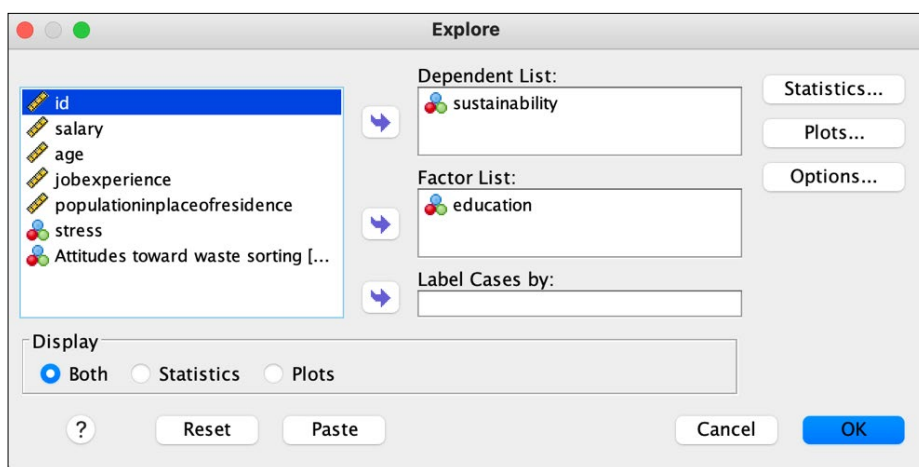 Explore
id
salary
age
jobexperience
populationinplaceofresidence
stress
Attitudes toward waste sorting [...
Dependent List:
sustainability
Factor List:
education
Label Cases by:
Statistics...
Plots...
Options...
Display
Both Statistics Plots
? Reset Paste Cancel OK